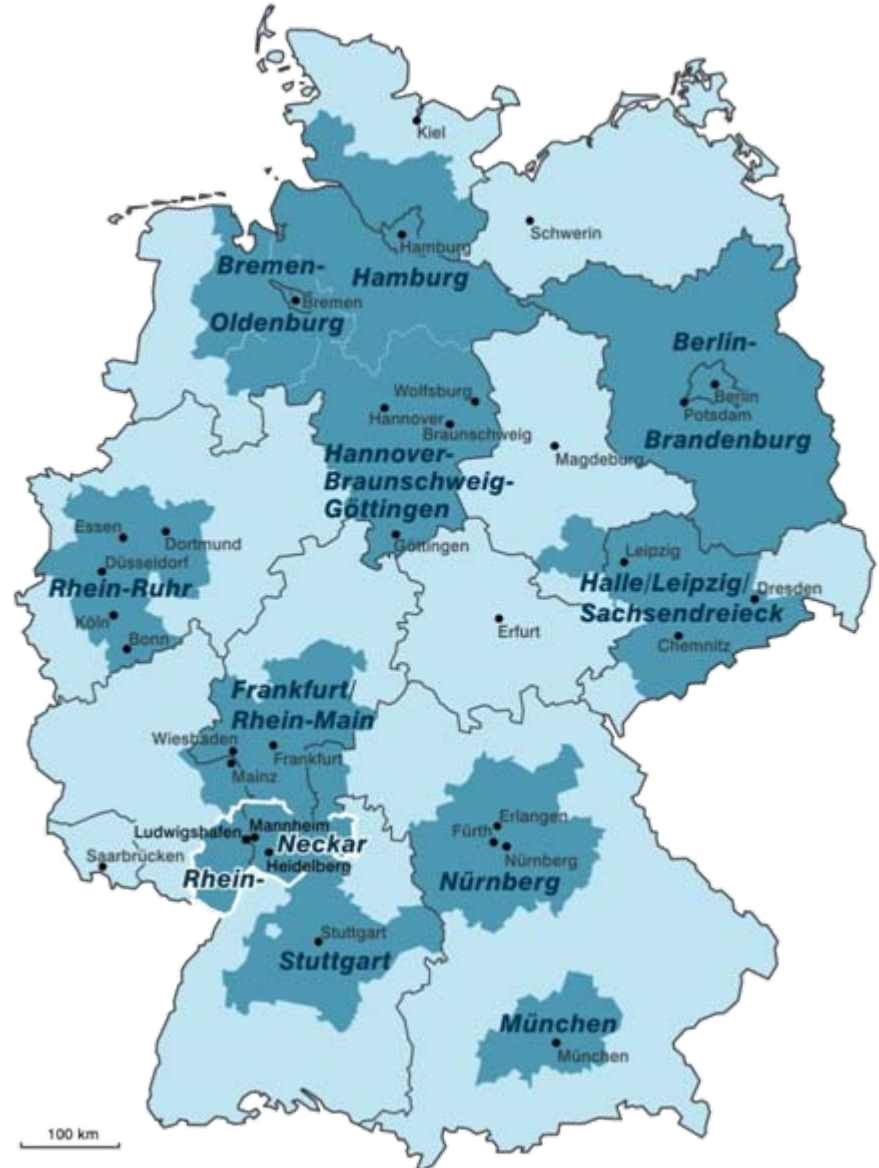 Kiel
Schwerin
Hamburg
Bremen-
Hamburg
Bremen
Oldenburg
Berlin-
Berlin
Potsdam
Wolfsburg
Hannover
Braunschweig
Brandenburg
Hannover-
Braunschweig-
Göttingen
Magdeburg
Göttingen
Essen
Dortmund
Düsseldorf
Rhein-Ruhr
Köln
Bonn
Leipzig
Halle/Leipzig/
Dresden
Sachsendreieck
Chemnitz
Erfurt
Frankfurt/
Rhein-Main
Wiesbaden
Frankfurt
Mainz
Mannheim
Ludwigshafen
Neckar
Heidelberg
Rhein-
Saarbrücken
Erlangen
Fürth
Nürnberg
Nürnberg
Stuttgart
Stuttgart
München
München
100 km